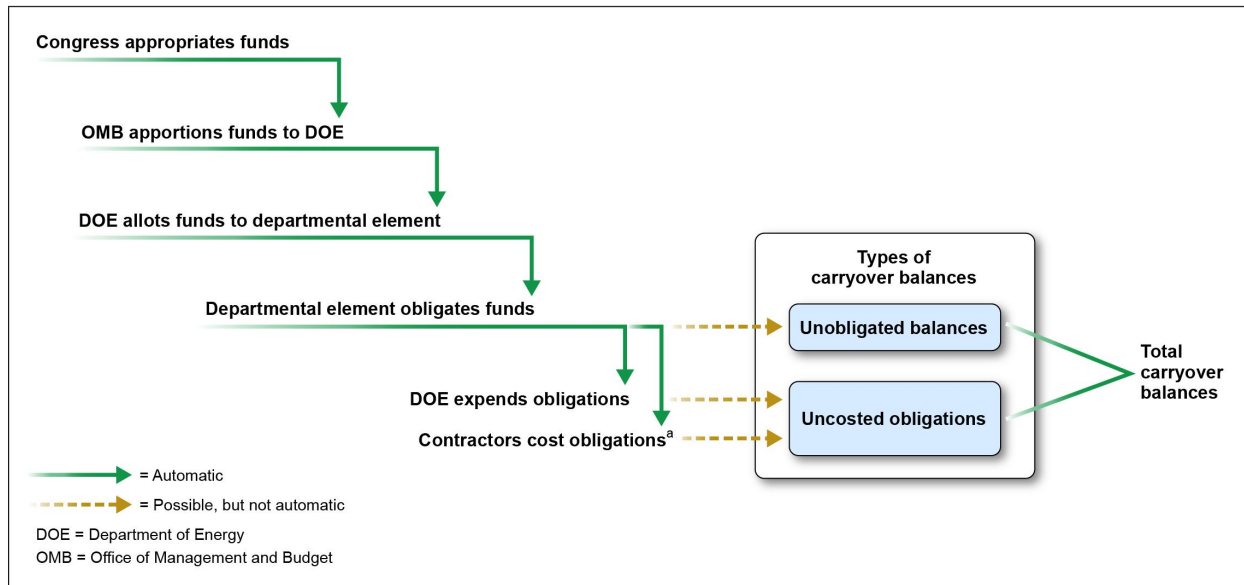 Congress appropriates funds
OMB apportions funds to DOE
DOE allots funds to departmental element
Departmental element obligates funds
DOE expends obligations
Contractors cost obligationsᵃ
Types of
carryover balances
Unobligated balances
Uncosted obligations
Total
carryover
balances
= Automatic
= Possible, but not automatic
DOE = Department of Energy
OMB = Office of Management and Budget